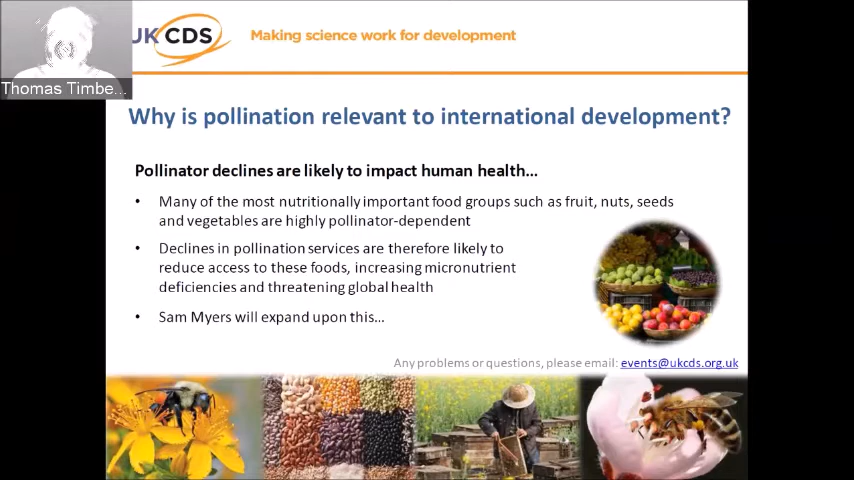 UK CDS
Making science work for development
Thomas Timbe...
Why is pollination relevant to international development?
Pollinator declines are likely to impact human health...
• Many of the most nutritionally important food groups such as fruit, nuts, seeds
and vegetables are highly pollinator-dependent
• Declines in pollination services are therefore likely to
reduce access to these foods, increasing micronutrient
deficiencies and threatening global health
• Sam Myers will expand upon this...
Any problems or questions, please email: events@ukcds.org.uk